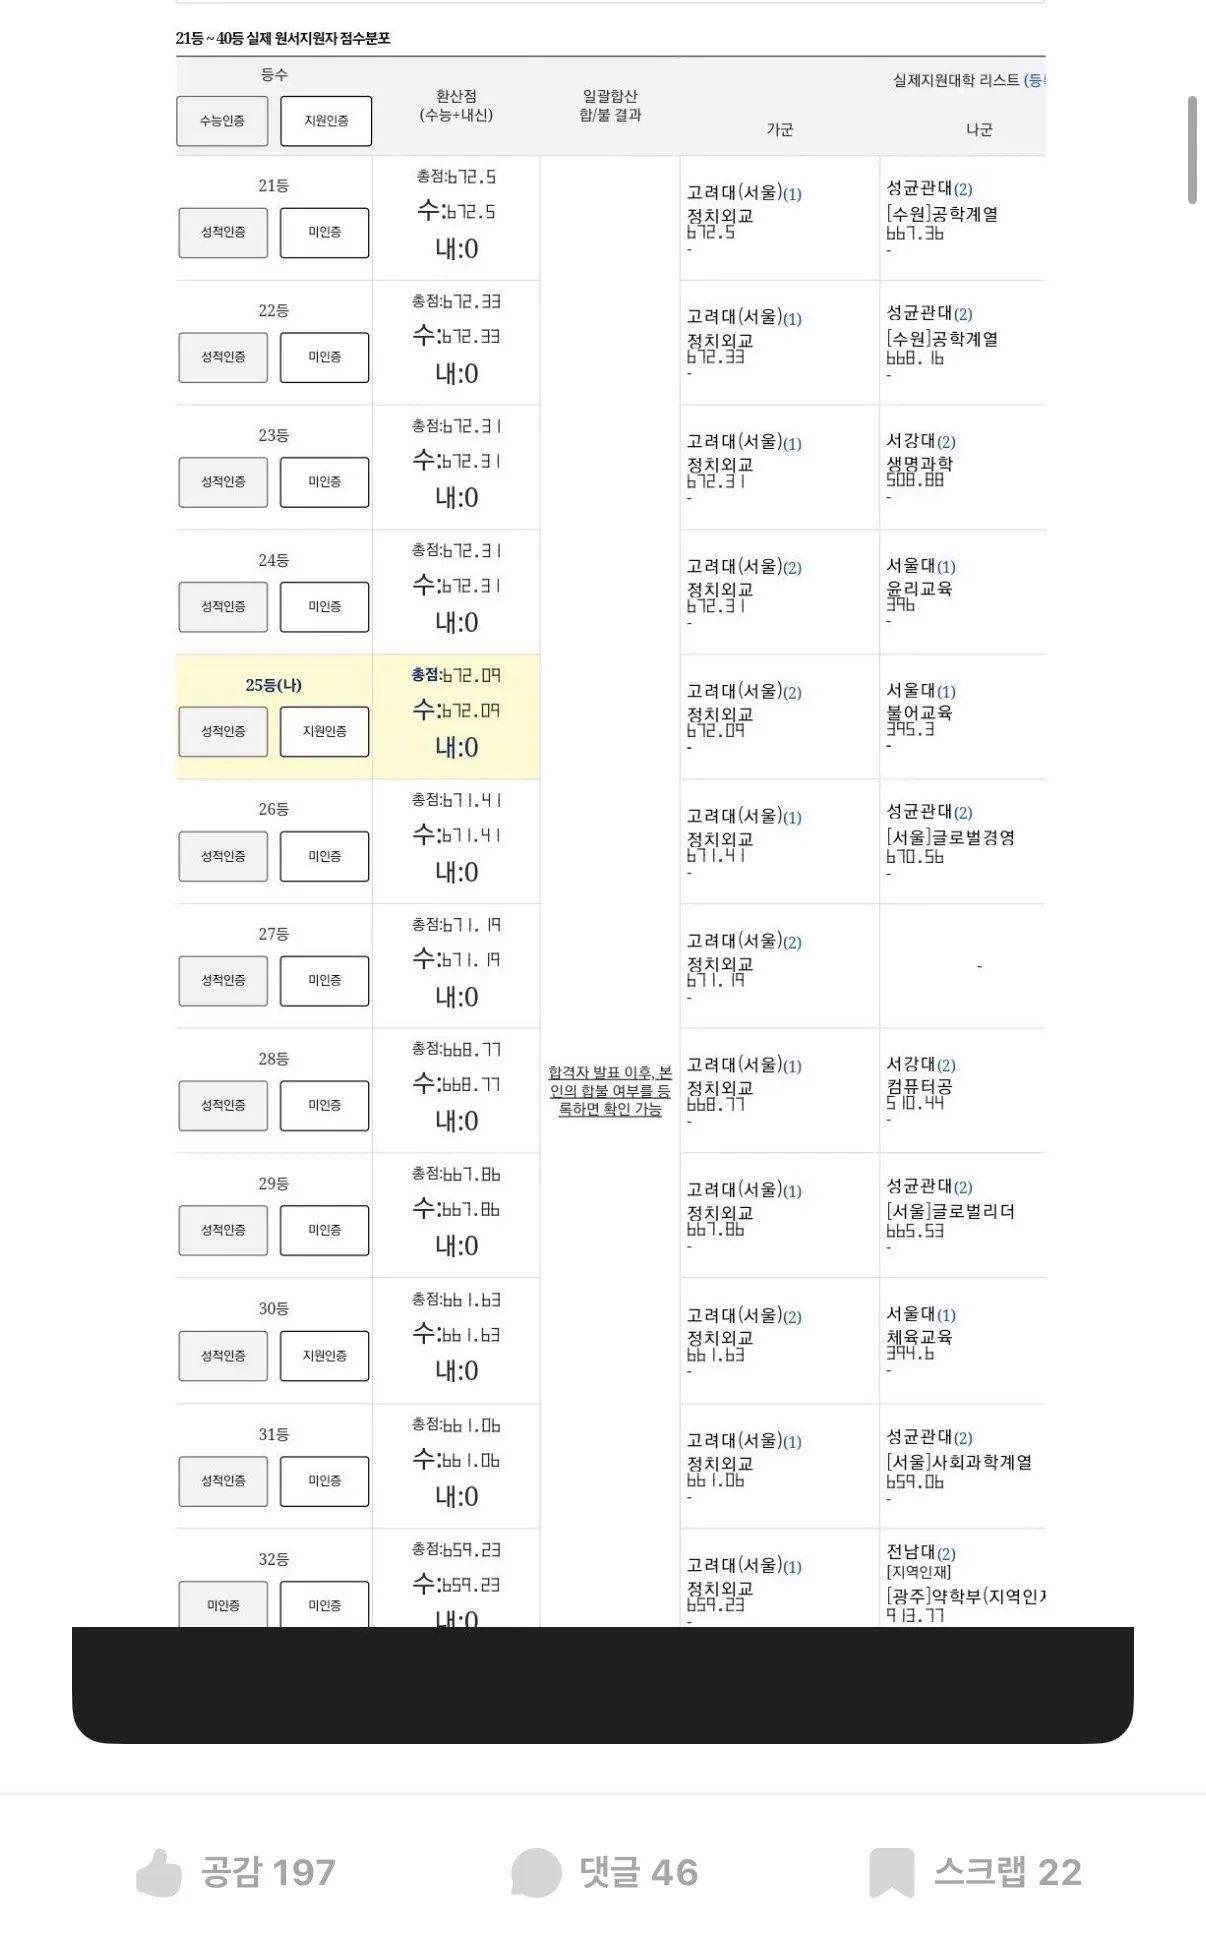 21등~40등 실제 원서지원자 점수분포
등수
수능인증 지원인증
환산점
(수능+내신)
일괄합산
합/불 결과
실제지원대학 리스트 (등
가군
나군
21등
성적인증 미인증
총점:672.5
수:672.5
내:0
고려대(서울)(1)
정치외교
672.5
-
성균관대(2)
[수원]공학계열
667.36
-
22등
성적인증 미인증
총점:672.33
수:672.33
내:0
고려대(서울)(1)
정치외교
672.33
-
성균관대(2)
[수원]공학계열
668.16
-
23등
성적인증 미인증
총점:672.31
수:672.31
내:0
고려대(서울)(1)
정치외교
672.31
-
서강대(2)
생명과학
508.88
-
24등
성적인증 미인증
총점:672.31
수:672.31
내:0
고려대(서울)(2)
정치외교
672.31
-
서울대(1)
윤리교육
396
-
25등(나)
성적인증 지원인증
총점:672.09
수:672.09
내:0
고려대(서울)(2)
정치외교
672.09
-
서울대(1)
불어교육
395.3
-
26등
성적인증 미인증
총점:671.41
수:671.41
내:0
고려대(서울)(1)
정치외교
671.41
-
성균관대(2)
[서울]글로벌경영
670.56
-
27등
성적인증 미인증
총점:671.19
수:671.19
내:0
고려대(서울)(2)
정치외교
671.19
-
-
28등
성적인증 미인증
총점:668.77
수:668.77
내:0
합격자 발표 이후, 본
인의 합불 여부를 등
록하면 확인 가능
고려대(서울)(1)
정치외교
668.77
-
서강대(2)
컴퓨터공
510.44
-
29등
성적인증 미인증
총점:667.86
수:667.86
내:0
고려대(서울)(1)
정치외교
667.86
-
성균관대(2)
[서울]글로벌리더
665.53
-
30등
성적인증 지원인증
총점:661.63
수:661.63
내:0
고려대(서울)(2)
정치외교
661.63
-
서울대(1)
체육교육
394.6
-
31등
성적인증 미인증
총점:661.06
수:661.06
내:0
고려대(서울)(1)
정치외교
661.06
-
성균관대(2)
[서울]사회과학계열
659.06
-
32등
미인증 미인증
총점:659.23
수:659.23
내:0
고려대(서울)(1)
정치외교
659.23
-
전남대(2)
[지역인재]
[광주]약학부(지역인재
913.77
공감 197 댓글 46 스크랩 22